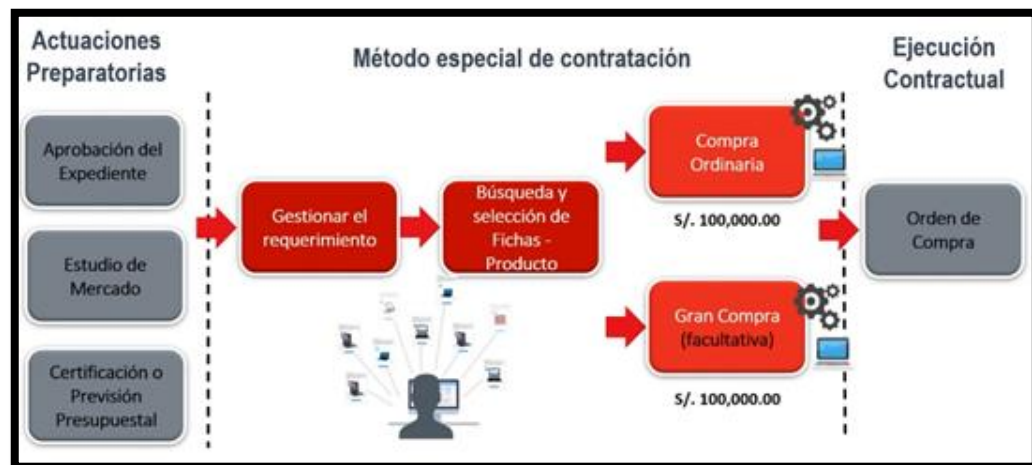 Actuaciones
Preparatorias
Aprobación del
Expediente
Estudio de
Mercado
Certificación o
Previsión
Presupuestal
Método especial de contratación
Gestionar el
requerimiento
Búsqueda y
selección de
Fichas -
Producto
Compra
Ordinaria
S/. 100,000.00
Gran Compra
(facultativa)
S/. 100,000.00
Ejecución
Contractual
Orden de
Compra